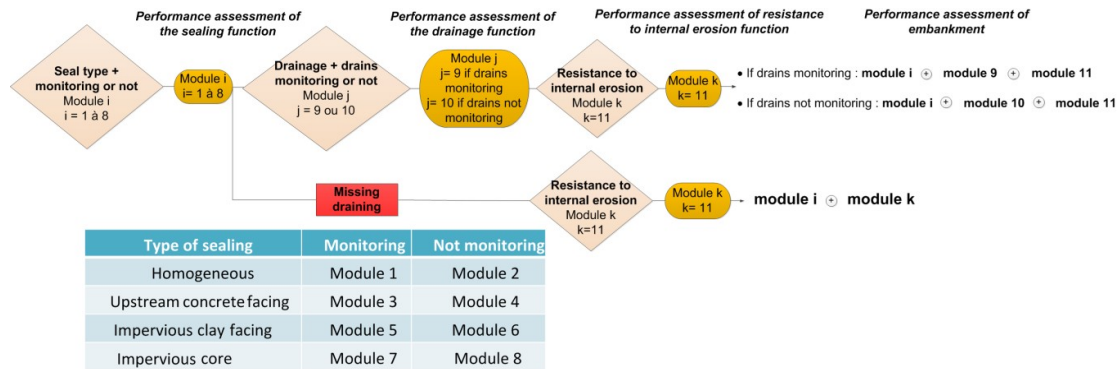 Performance assessment of
the sealing function
Performance assessment of
the drainage function
Performance assessment of resistance
to internal erosion function
Performance assessment of
embankment
Seal type +
monitoring or not
Module i
i = 1 à 8
Module i
i= 1 à 8
Drainage + drains
monitoring or not
Module j
j = 9 ou 10
Module j
j= 9 if drains
monitoring
j= 10 if drains not
monitoring
Resistance to
internal erosion
Module k
k=11
Module k
k= 11
• If drains monitoring : module i + module 9 + module 11
• If drains not monitoring : module i + module 10 + module 11
Missing
draining
Resistance to
internal erosion
Module k
k=11
Module k
k= 11
module i + module k
Type of sealing Monitoring Not monitoring
Homogeneous Module 1 Module 2
Upstream concrete facing Module 3 Module 4
Impervious clay facing Module 5 Module 6
Impervious core Module 7 Module 8